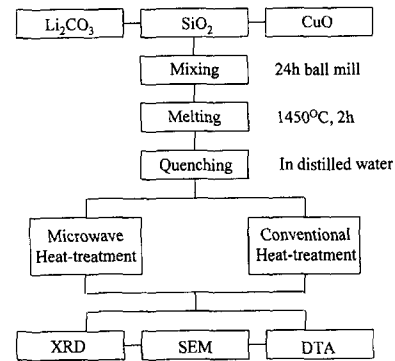 Li₂CO₃ SiO₂ CuO
Mixing 24h ball mill
Melting 1450°C, 2h
Quenching In distilled water
Microwave Conventional
Heat-treatment Heat-treatment
XRD SEM DTA